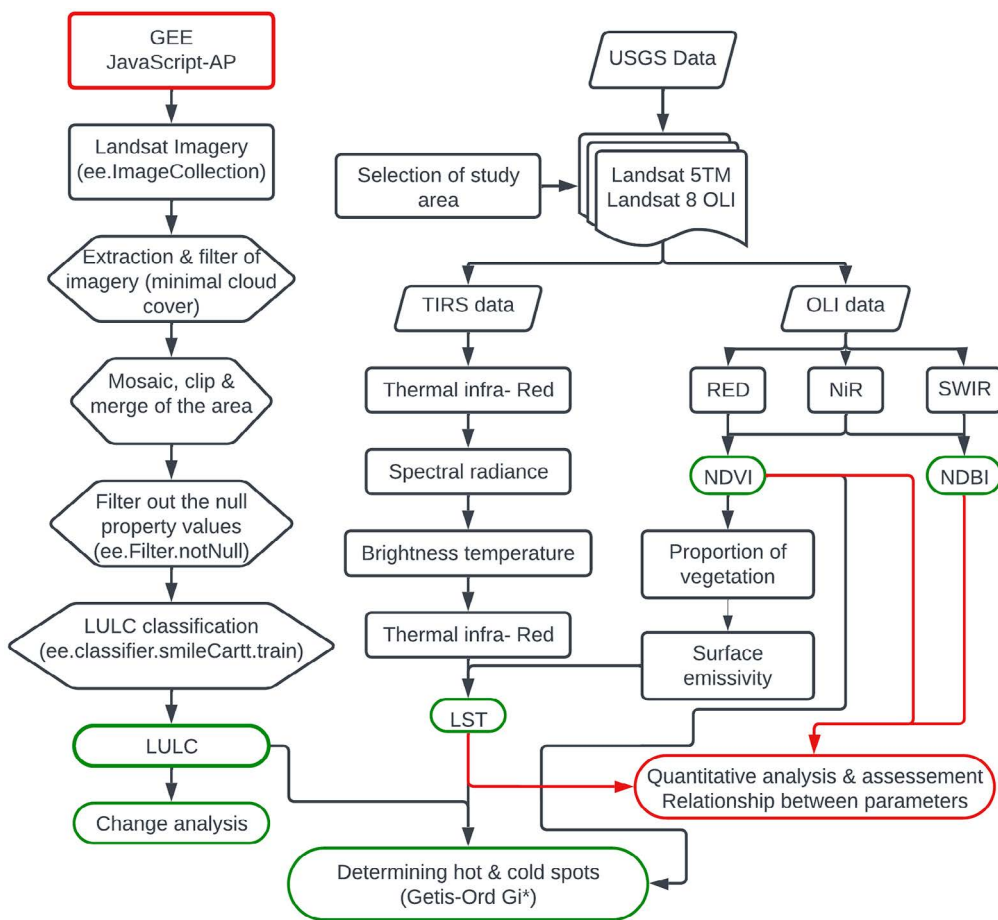 GEE
JavaScript-AP
Landsat Imagery
(ee.ImageCollection)
Extraction & filter of
imagery (minimal cloud
cover)
Mosaic, clip &
merge of the area
Filter out the null
property values
(ee.Filter.notNull)
LULC classification
(ee.classifier.smileCartt.train)
LULC
Change analysis
USGS Data
Selection of study
area
Landsat 5TM
Landsat 8 OLI
TIRS data
OLI data
Thermal infra- Red
RED
NiR
SWIR
Spectral radiance
NDVI
NDBI
Brightness temperature
Proportion of
vegetation
Thermal infra- Red
Surface
emissivity
LST
Quantitative analysis & assessement
Relationship between parameters
Determining hot & cold spots
(Getis-Ord Gi*)